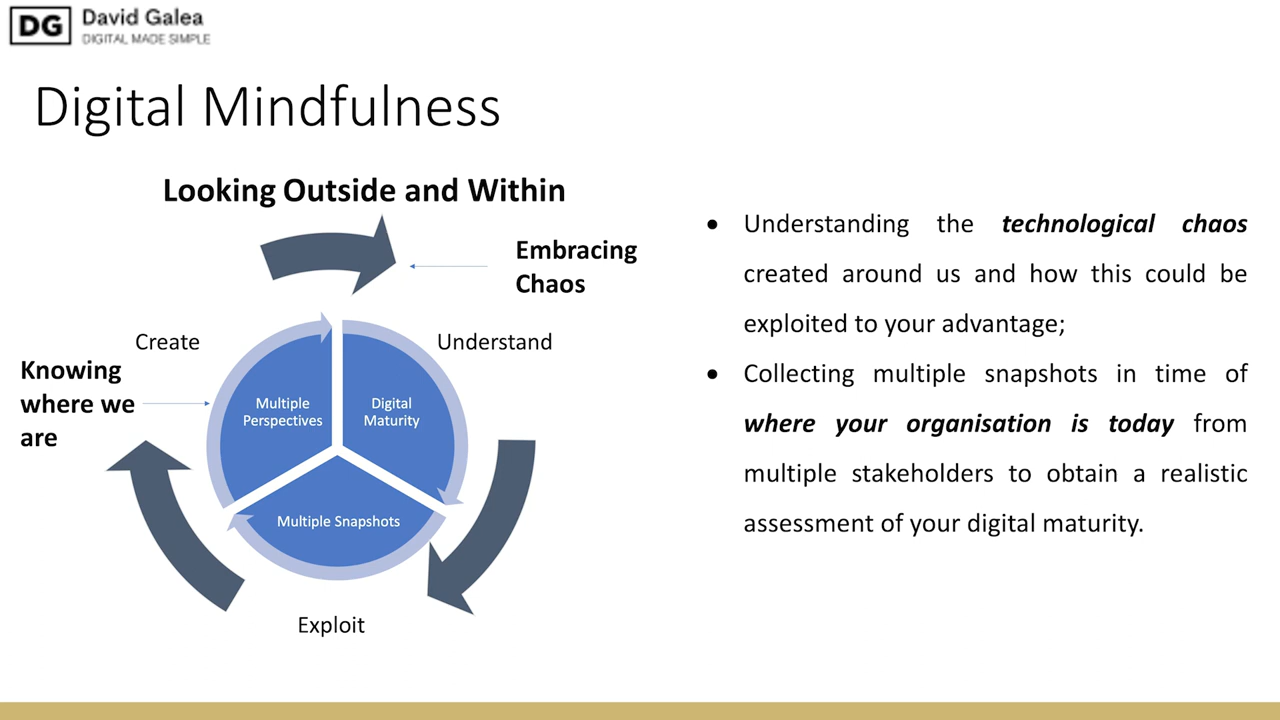 DG
David Galea
DIGITAL MADE SIMPLE
Digital Mindfulness
Looking Outside and Within
Embracing
Chaos
Create
Understand
Knowing
where we
are
Multiple
Perspectives
Digital
Maturity
Multiple Snapshots
Exploit
• Understanding the technological chaos
created around us and how this could be
exploited to your advantage;
• Collecting multiple snapshots in time of
where your organisation is today from
multiple stakeholders to obtain a realistic
assessment of your digital maturity.